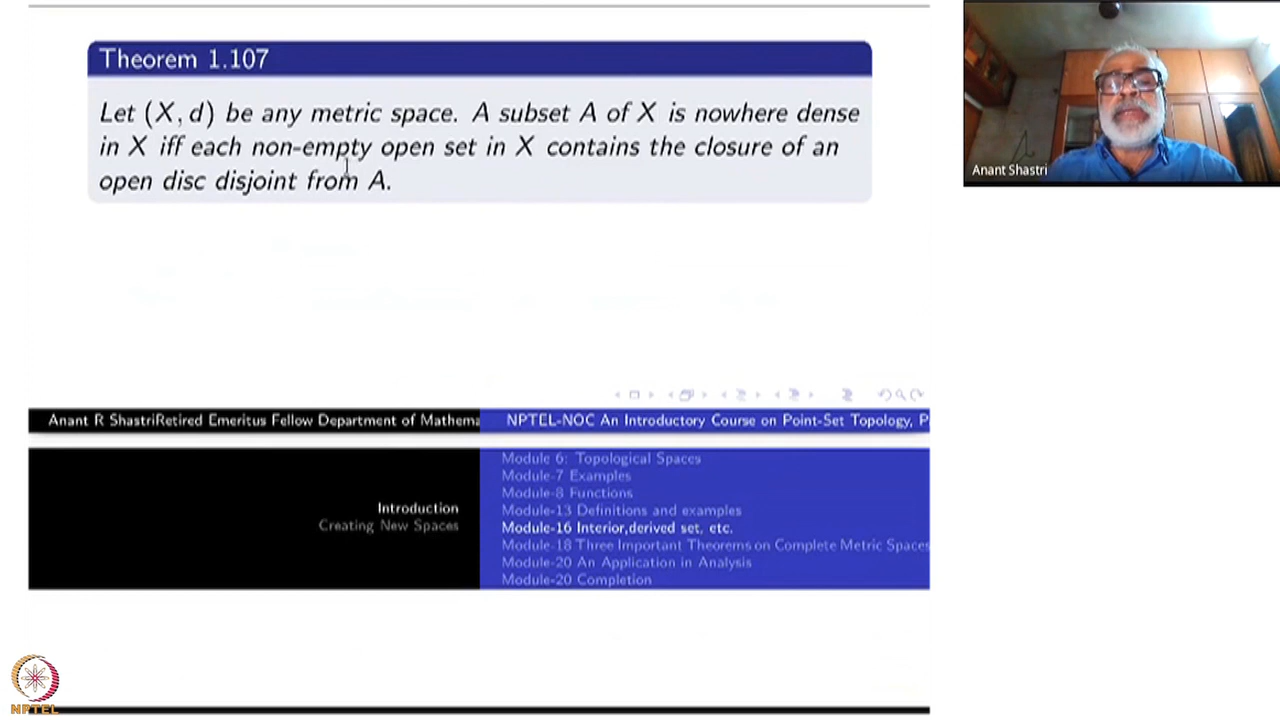 Theorem 1.107
Let (X, d) be any metric space. A subset A of X is nowhere dense
in X iff each non-empty open set in X contains the closure of an
open disc disjoint from A.
Anant Shastri
Anant R ShastriRetired Emeritus Fellow Department of Mathema
NPTEL-NOC An Introductory Course on Point-Set Topology, P
Introduction
Creating New Spaces
Module 6: Topological Spaces
Module-7 Examples
Module-8 Functions
Module-13 Definitions and examples
Module-16 Interior,derived set. etc.
Module-18 Three Important Theorems on Complete Metric Spaces
Module-20 An Application in Analysis
Module-20 Completion
NPTEL